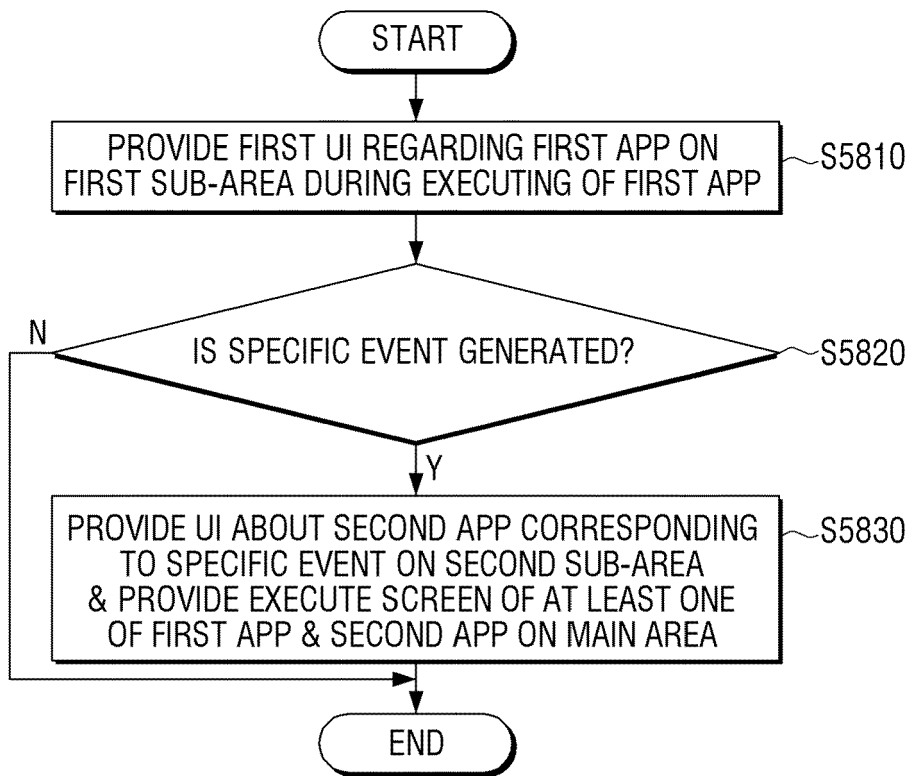 START
PROVIDE FIRST UI REGARDING FIRST APP ON
FIRST SUB-AREA DURING EXECUTING OF FIRST APP
S5810
N
IS SPECIFIC EVENT GENERATED?
S5820
Y
PROVIDE UI ABOUT SECOND APP CORRESPONDING
TO SPECIFIC EVENT ON SECOND SUB-AREA
& PROVIDE EXECUTE SCREEN OF AT LEAST ONE
OF FIRST APP & SECOND APP ON MAIN AREA
S5830
END